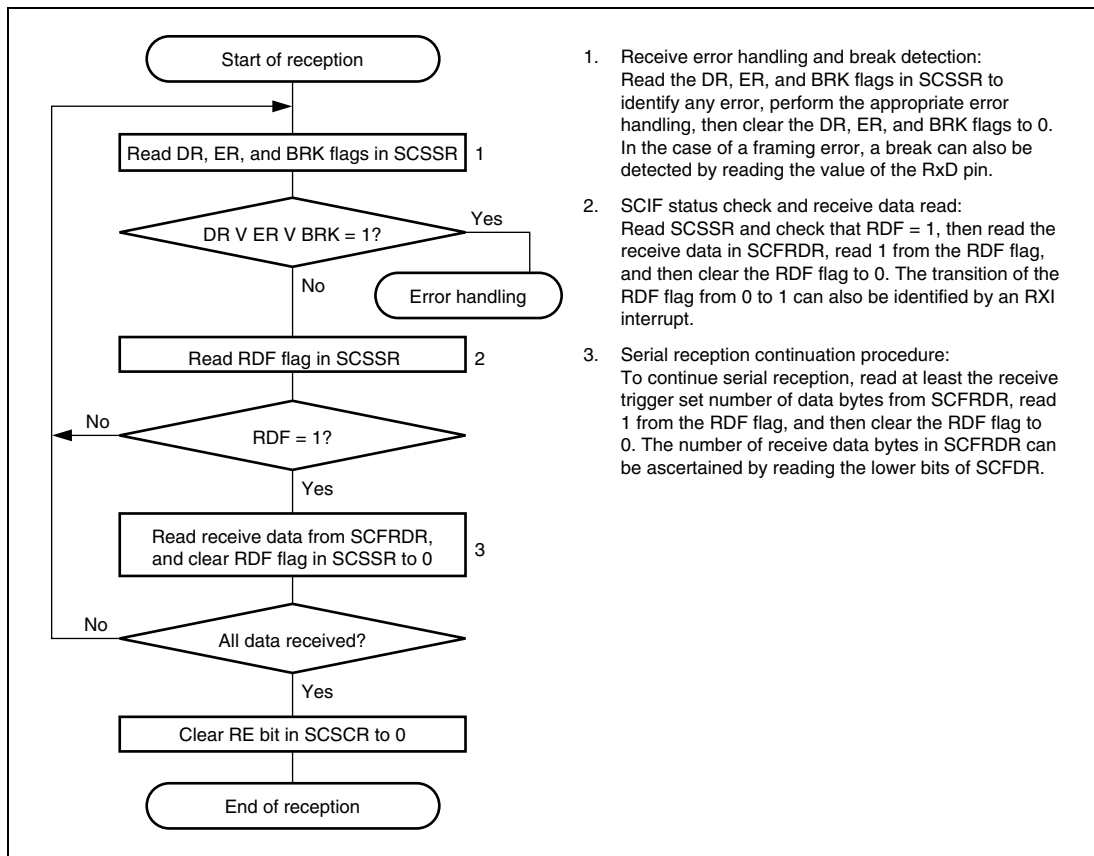 Start of reception
Read DR, ER, and BRK flags in SCSSR
1
DR V ER V BRK = 1?
Yes
No
Error handling
Read RDF flag in SCSSR
2
No
RDF = 1?
Yes
Read receive data from SCFRDR,
and clear RDF flag in SCSSR to 0
3
No
All data received?
Yes
Clear RE bit in SCSCR to 0
End of reception
1. Receive error handling and break detection:
Read the DR, ER, and BRK flags in SCSSR to
identify any error, perform the appropriate error
handling, then clear the DR, ER, and BRK flags to 0.
In the case of a framing error, a break can also be
detected by reading the value of the RxD pin.
2. SCIF status check and receive data read:
Read SCSSR and check that RDF = 1, then read the
receive data in SCFRDR, read 1 from the RDF flag,
and then clear the RDF flag to 0. The transition of the
RDF flag from 0 to 1 can also be identified by an RXI
interrupt.
3. Serial reception continuation procedure:
To continue serial reception, read at least the receive
trigger set number of data bytes from SCFRDR, read
1 from the RDF flag, and then clear the RDF flag to
0. The number of receive data bytes in SCFRDR can
be ascertained by reading the lower bits of SCFDR.